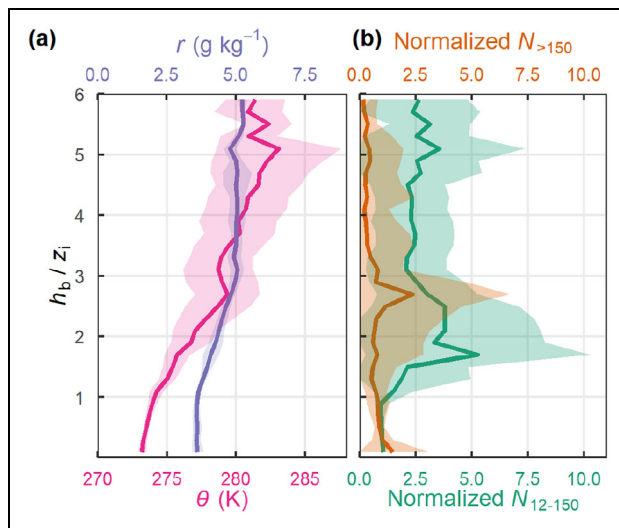 (a)
r (g kg⁻¹)
0.0 2.5 5.0 7.5
(b)
Normalized N>150
0.0 2.5 5.0 7.5 10.0
6
5
4
3
2
1
hb / zi
270 275 280 285
θ (K)
0.0 2.5 5.0 7.5 10.0
Normalized N12-150